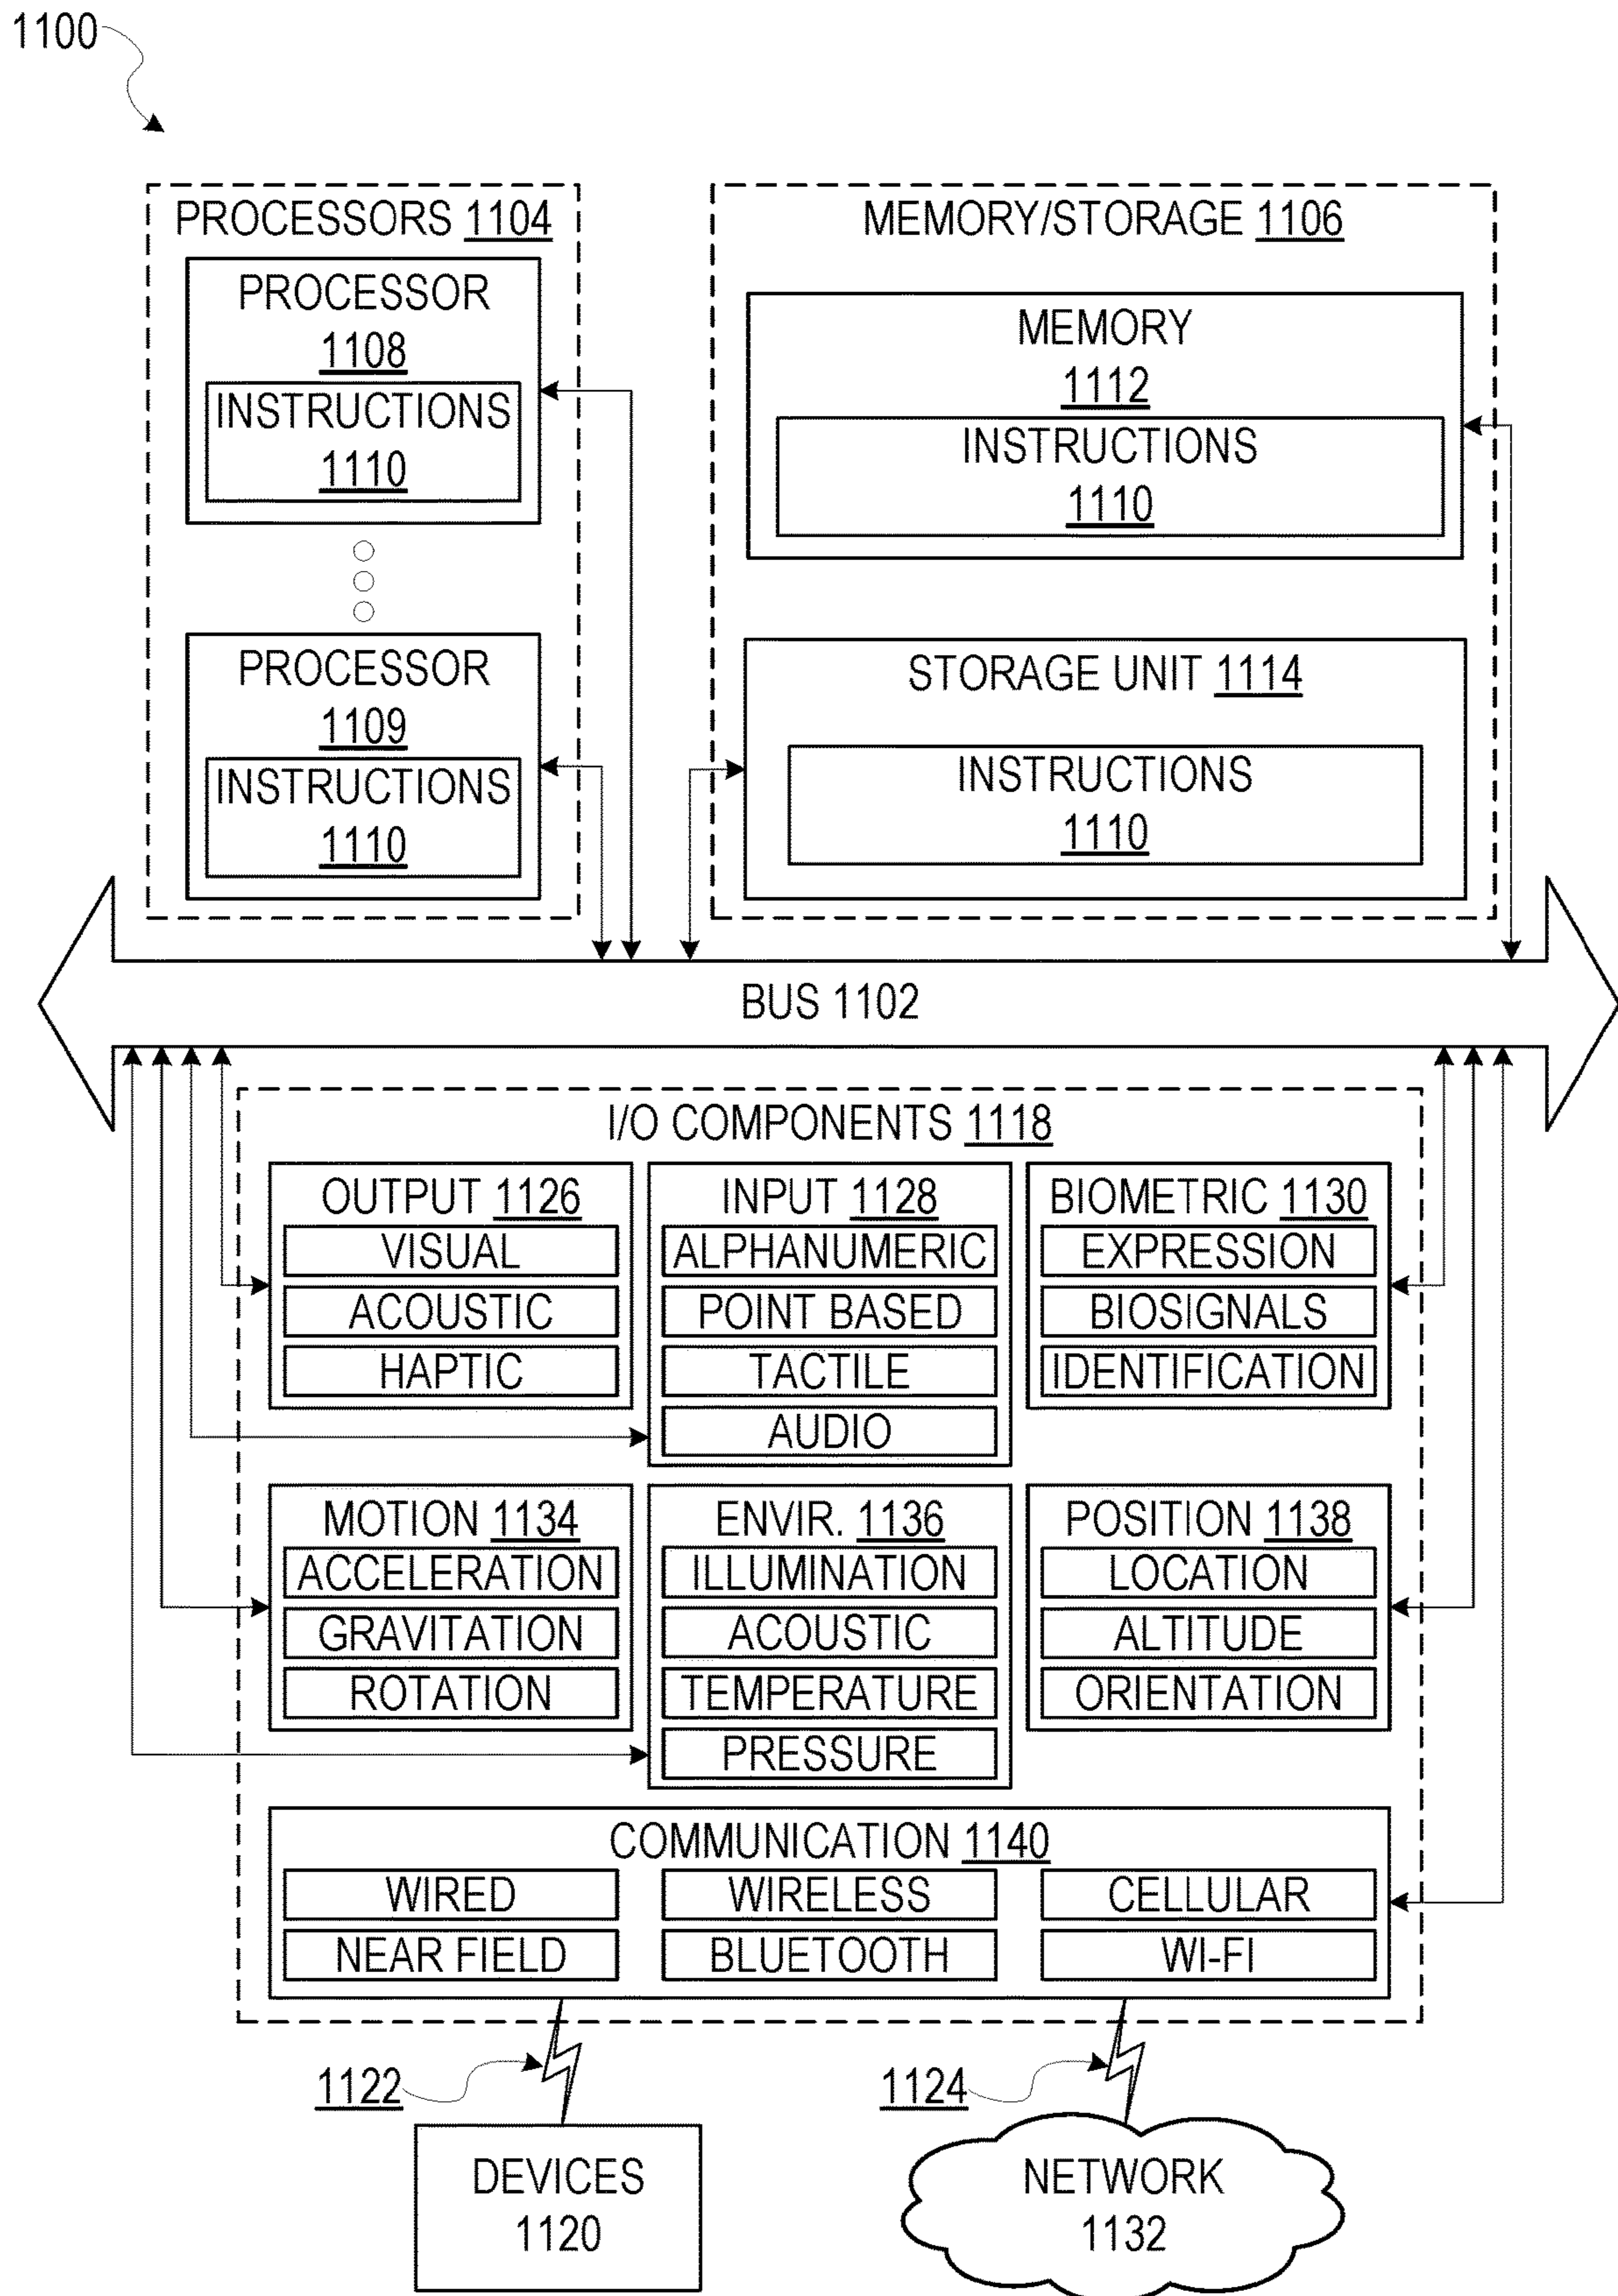 1100
PROCESSORS 1104
PROCESSOR
1108
INSTRUCTIONS
1110
PROCESSOR
1109
INSTRUCTIONS
1110
MEMORY/STORAGE 1106
MEMORY
1112
INSTRUCTIONS
1110
STORAGE UNIT 1114
INSTRUCTIONS
1110
BUS 1102
I/O COMPONENTS 1118
OUTPUT 1126
VISUAL
ACOUSTIC
HAPTIC
INPUT 1128
ALPHANUMERIC
POINT BASED
TACTILE
AUDIO
BIOMETRIC 1130
EXPRESSION
BIOSIGNALS
IDENTIFICATION
MOTION 1134
ACCELERATION
GRAVITATION
ROTATION
ENVIR. 1136
ILLUMINATION
ACOUSTIC
TEMPERATURE
PRESSURE
POSITION 1138
LOCATION
ALTITUDE
ORIENTATION
COMMUNICATION 1140
WIRED
WIRELESS
CELLULAR
NEAR FIELD
BLUETOOTH
WI-FI
1122
1124
DEVICES
1120
NETWORK
1132